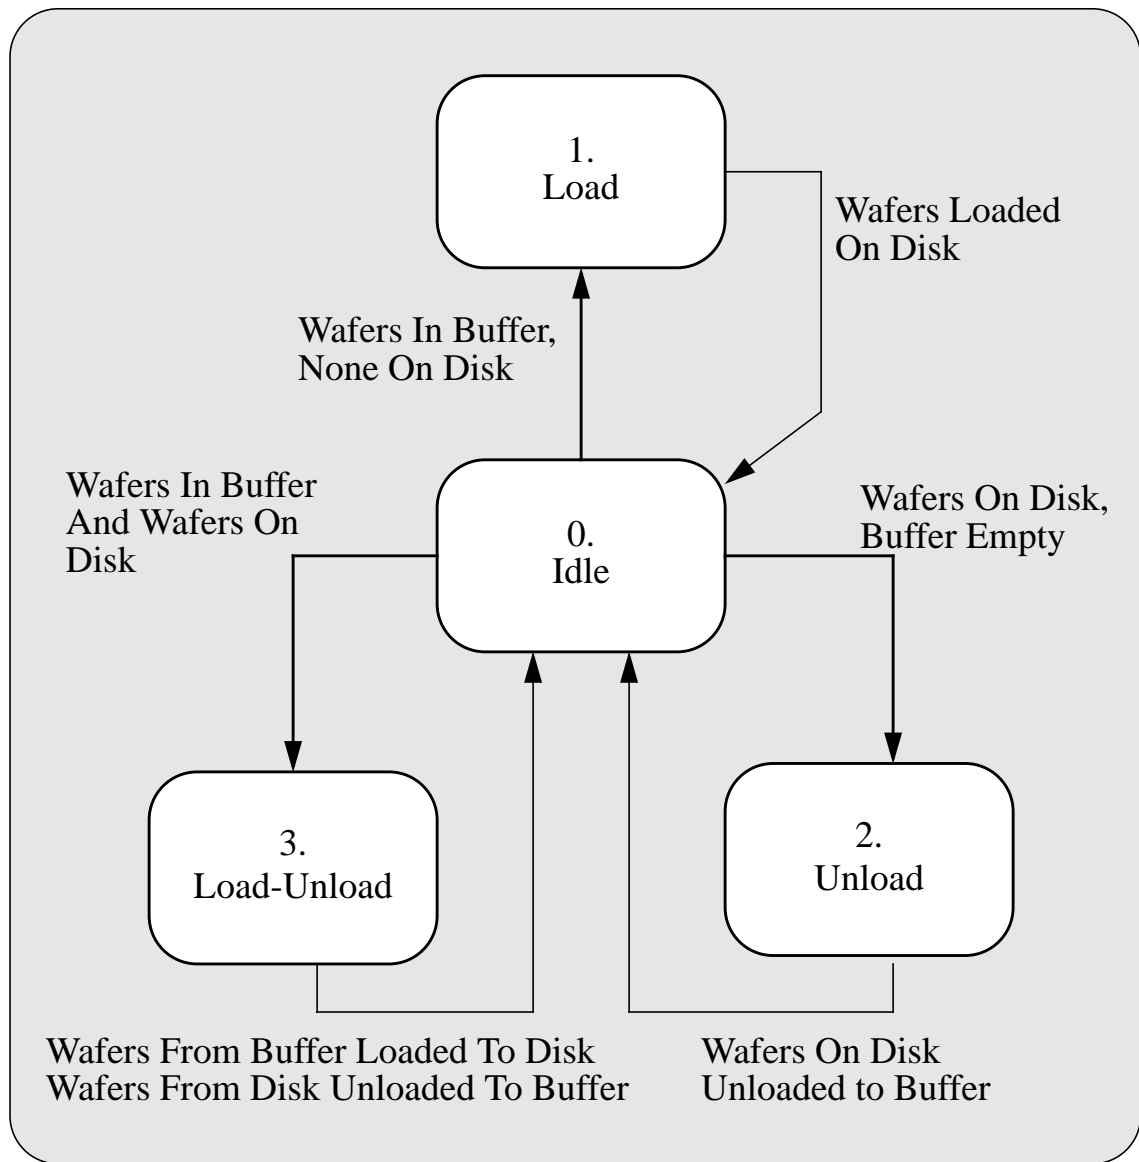 1.
Load
Wafers Loaded
On Disk
Wafers In Buffer,
None On Disk
Wafers In Buffer
And Wafers On
Disk
0.
Idle
Wafers On Disk,
Buffer Empty
3.
Load-Unload
2.
Unload
Wafers From Buffer Loaded To Disk
Wafers From Disk Unloaded To Buffer
Wafers On Disk
Unloaded to Buffer